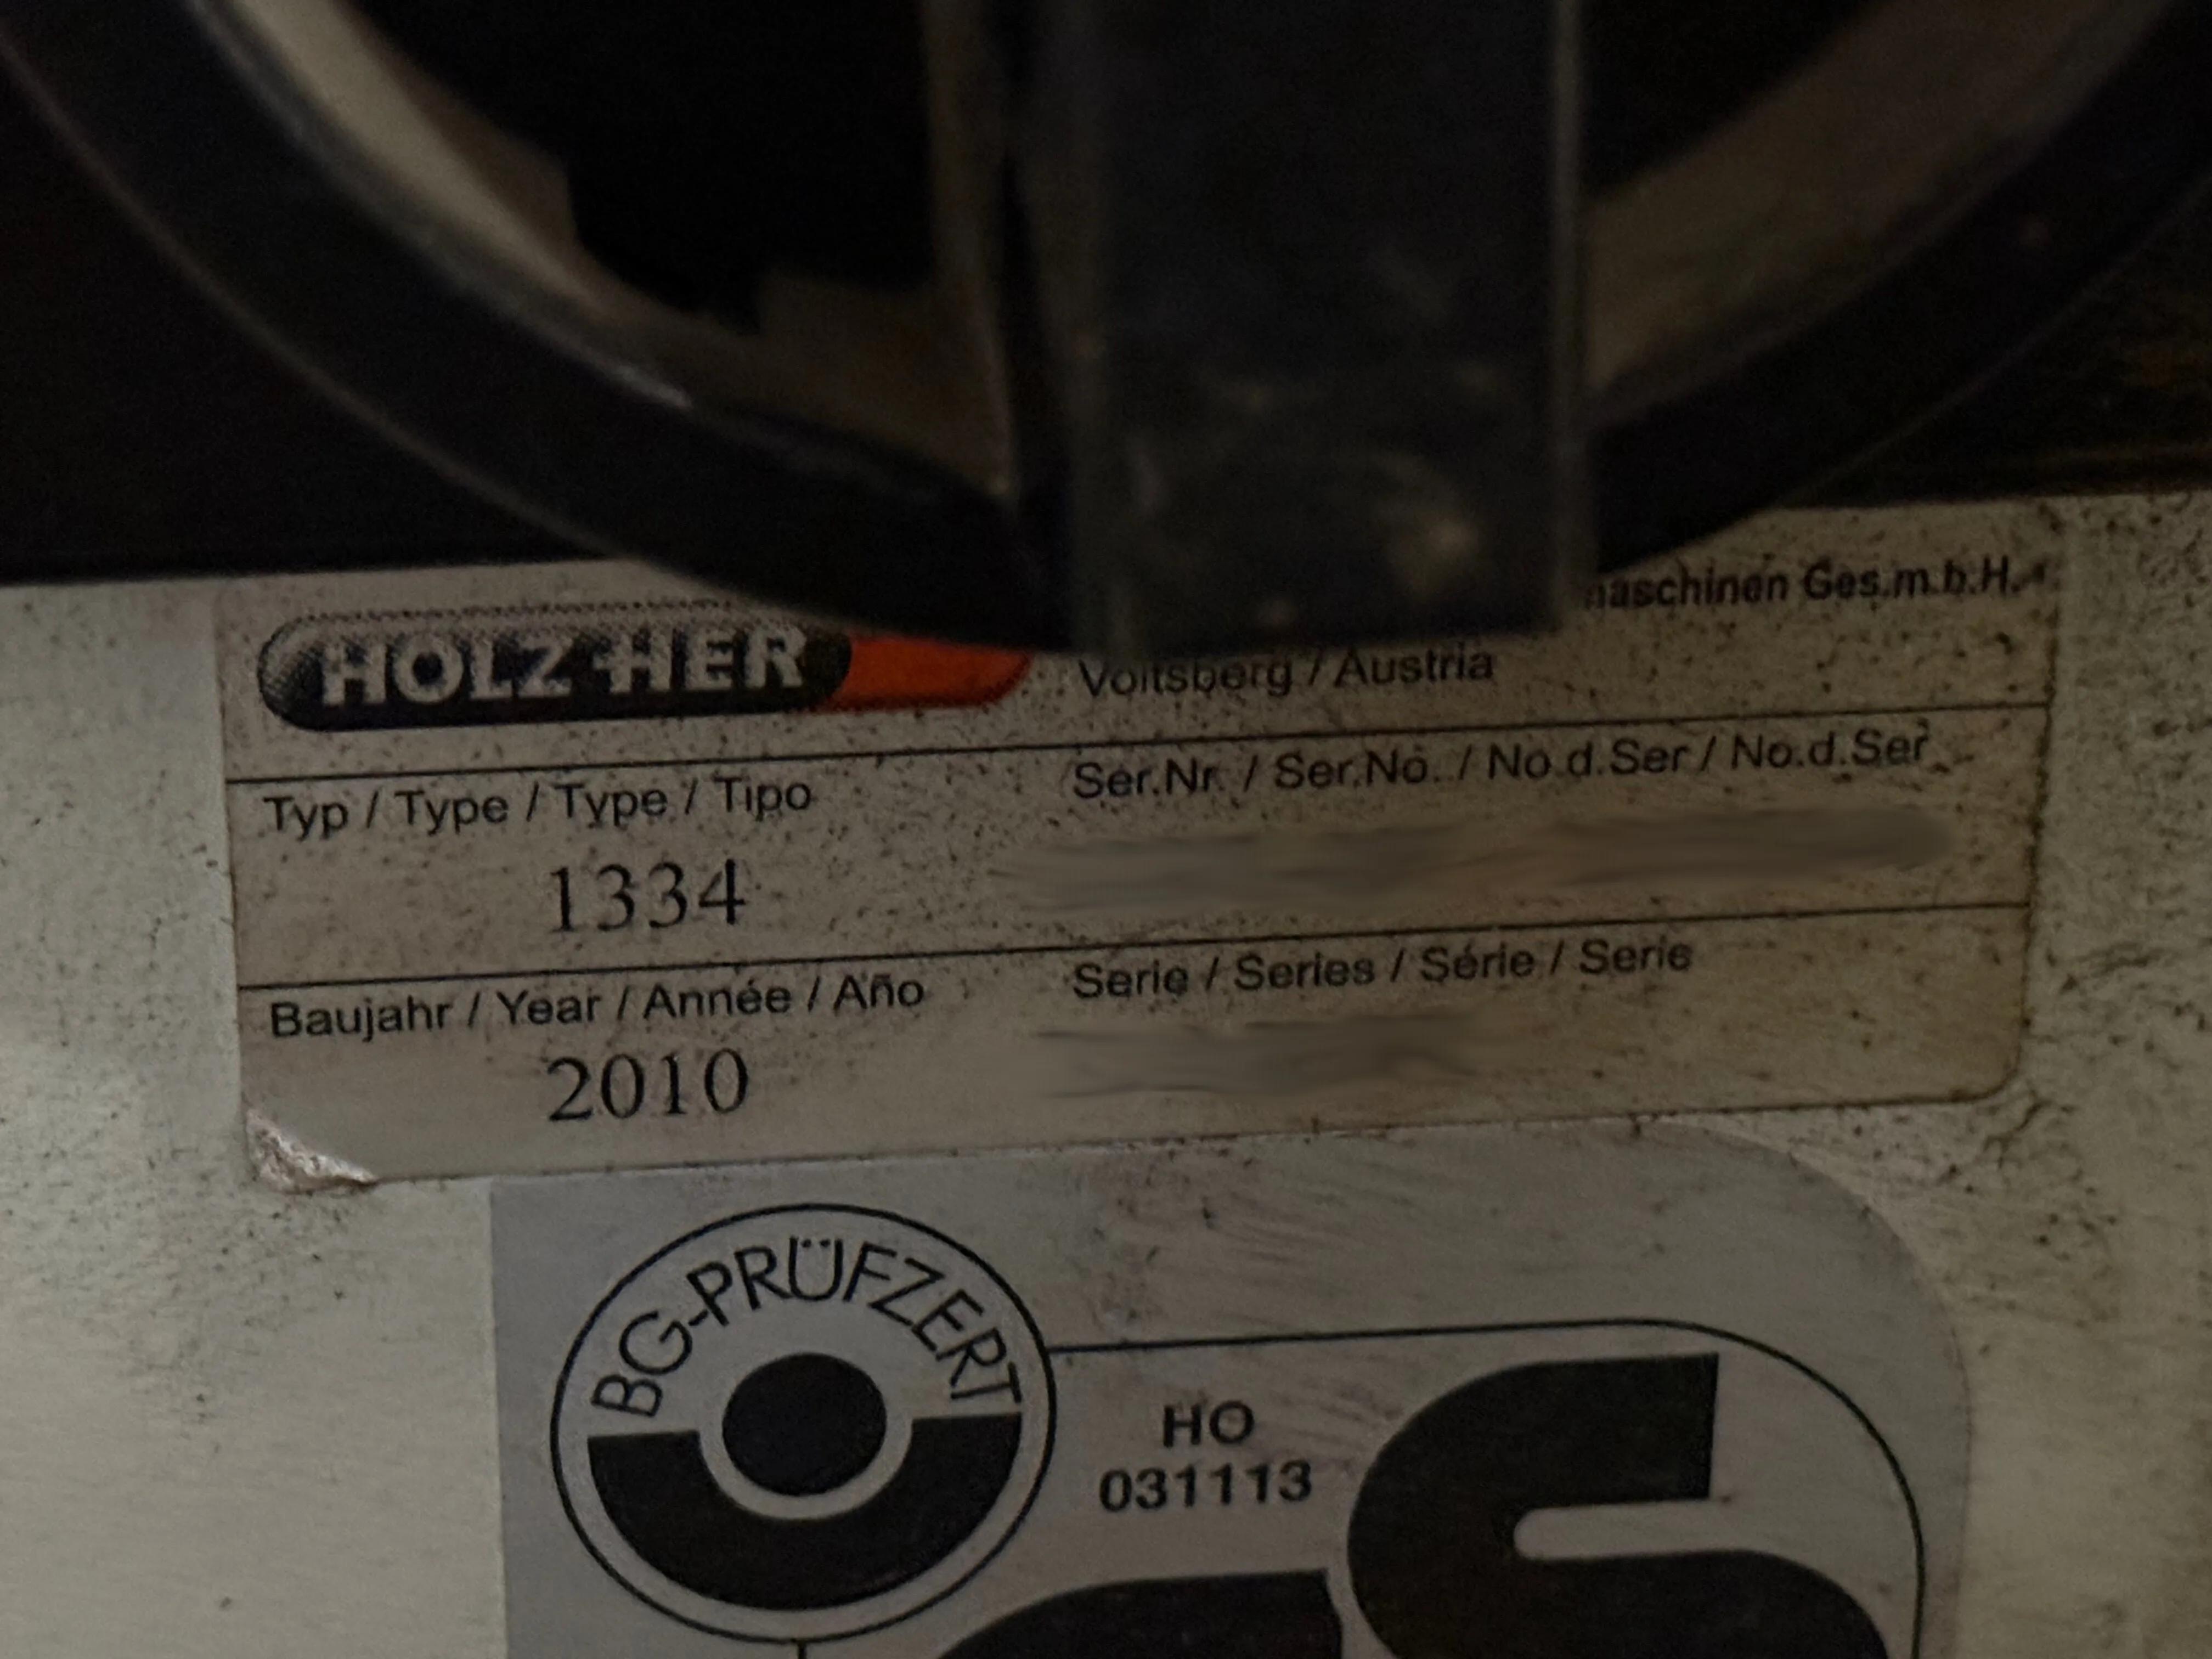 HOLZ-HER
maschinen Ges.m.b.H.
Voitsberg / Austria
Typ / Type / Type / Tipo
1334
Ser.Nr. / Ser.No. / No.d.Ser / No.d.Ser
Baujahr / Year / Année / Año
2010
Serie / Series / Série / Serie
BG-PRÜFZERT
HO
031113